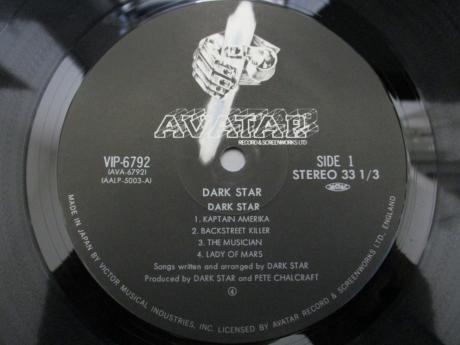 AVATAR
RECORD & SCREENWORKS LTD
VIP-6792
(AVA-6792)
(AALP-5003-A)
SIDE 1
STEREO 33 1/3
DARK STAR
DARK STAR
1. KAPTAIN AMERIKA
2. BACKSTREET KILLER
3. THE MUSICIAN
4. LADY OF MARS
Songs written and arranged by DARK STAR
Produced by DARK STAR and PETE CHALCRAFT
④
MADE IN JAPAN BY VICTOR MUSICAL INDUSTRIES, INC. LICENSED BY AVATAR RECORD & SCREENWORKS LTD., ENGLAND